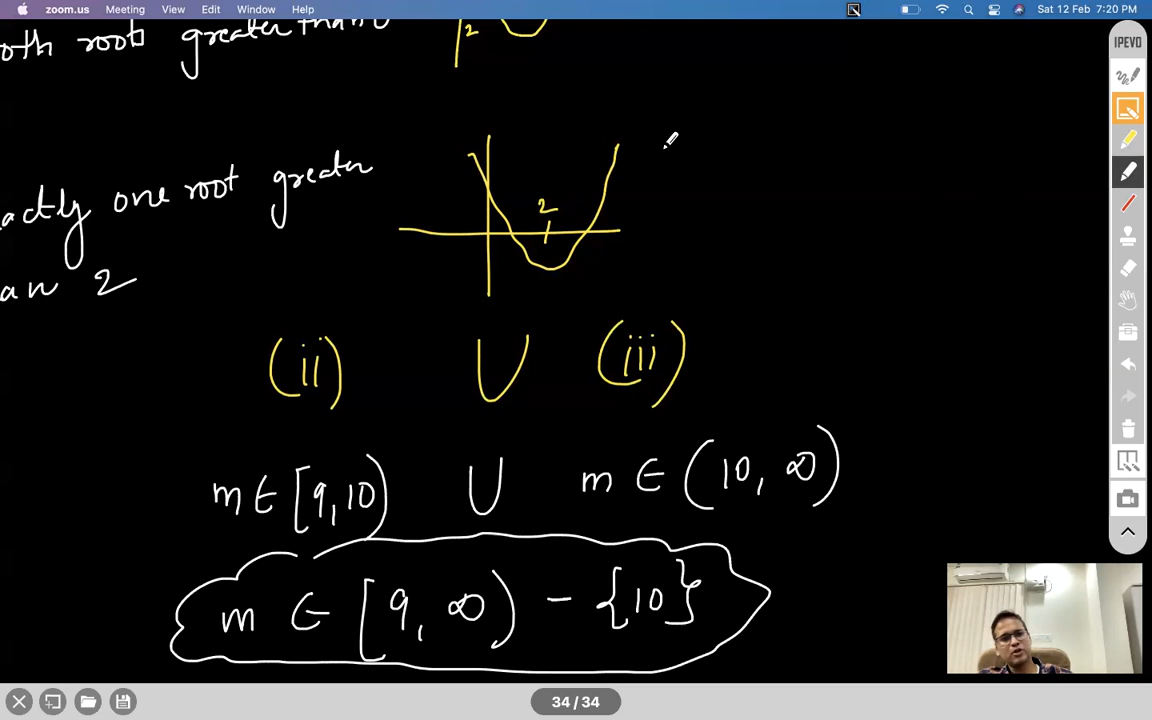 zoom.us Meeting View Edit Window Help Sat 12 Feb 7:20 PM
IPEVO
oth root greater than
2
actly one root greater
an 2
2
(ii) ∪ (iii)
m ∈ [9, 10) ∪ m ∈ (10, ∞)
m ∈ [9, ∞) - {10}
34 / 34